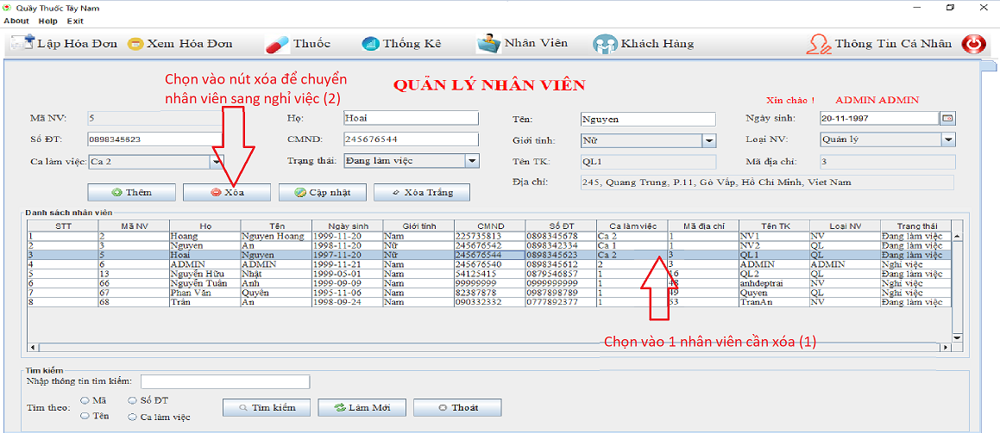 Quầy Thuốc Tây Nam
About Help Exit
Lập Hóa Đơn Xem Hóa Đơn Thuốc Thống Kê Nhân Viên Khách Hàng Thông Tin Cá Nhân
Chọn vào nút xóa để chuyển
nhân viên sang nghỉ việc (2)
QUẢN LÝ NHÂN VIÊN
Xin chào ! ADMIN ADMIN
Mã NV: 5 Họ: Hoai Tên: Nguyen Ngày sinh: 20-11-1997
Số ĐT: 0898345623 CMND: 245676544 Giới tính: Nữ Loại NV: Quản lý
Ca làm việc: Ca 2 Trạng thái: Đang làm việc Tên TK: QL1 Mã địa chỉ: 3
Địa chỉ: 245, Quang Trung, P.11, Gò Vấp, Hồ Chí Minh, Viet Nam
Thêm Xóa Cập nhật Xóa Trắng
Danh sách nhân viên
STT Mã NV Họ Tên Ngày sinh Giới tính CMND Số ĐT Ca làm việc Mã địa chỉ Tên TK Loại NV Trạng thái
1 2 Hoang Nguyen Hoang 1999-11-20 Nam 225735813 0898345678 Ca 2 1 NV1 NV Đang làm việc
2 3 Nguyen An 1998-11-20 Nữ 245676542 0898342334 Ca 1 1 NV2 QL Đang làm việc
3 5 Hoai Nguyen 1997-11-20 Nữ 245676544 0898345623 Ca 2 3 QL1 QL Đang làm việc
4 6 ADMIN ADMIN 1999-11-21 Nam 245676540 0898345612 2 3 ADMIN ADMIN Nghỉ việc
5 13 Nguyễn Hữu Nhật 1999-05-01 Nam 54125415 0879546857 1 16 QL2 QL Đang làm việc
6 66 Nguyễn Tuấn Anh 1999-09-09 Nam 99999999 0999999999 1 48 anhdeptrai NV Nghỉ việc
7 67 Phan Văn Quyên 1995-11-06 Nam 82387878 0987898789 1 49 Quyen QL Nghỉ việc
8 68 Trân An 1998-09-24 Nam 090332332 0777892377 1 53 TranAn NV Đang làm việc
Chọn vào 1 nhân viên cần xóa (1)
Tìm kiếm
Nhập thông tin tìm kiếm:
Tìm theo: Mã Số ĐT
Tên Ca làm việc
Tìm kiếm Làm Mới Thoát